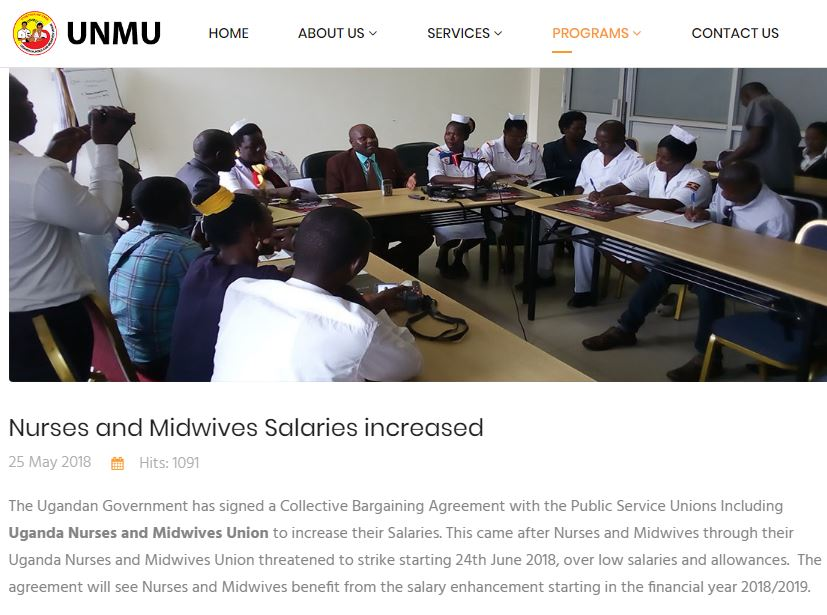 UNMU
HOME
ABOUT US
SERVICES
PROGRAMS
CONTACT US
Nurses and Midwives Salaries increased
25 May 2018
Hits: 1091
The Ugandan Government has signed a Collective Bargaining Agreement with the Public Service Unions Including
Uganda Nurses and Midwives Union to increase their Salaries. This came after Nurses and Midwives through their
Uganda Nurses and Midwives Union threatened to strike starting 24th June 2018, over low salaries and allowances.  The
agreement will see Nurses and Midwives benefit from the salary enhancement starting in the financial year 2018/2019.